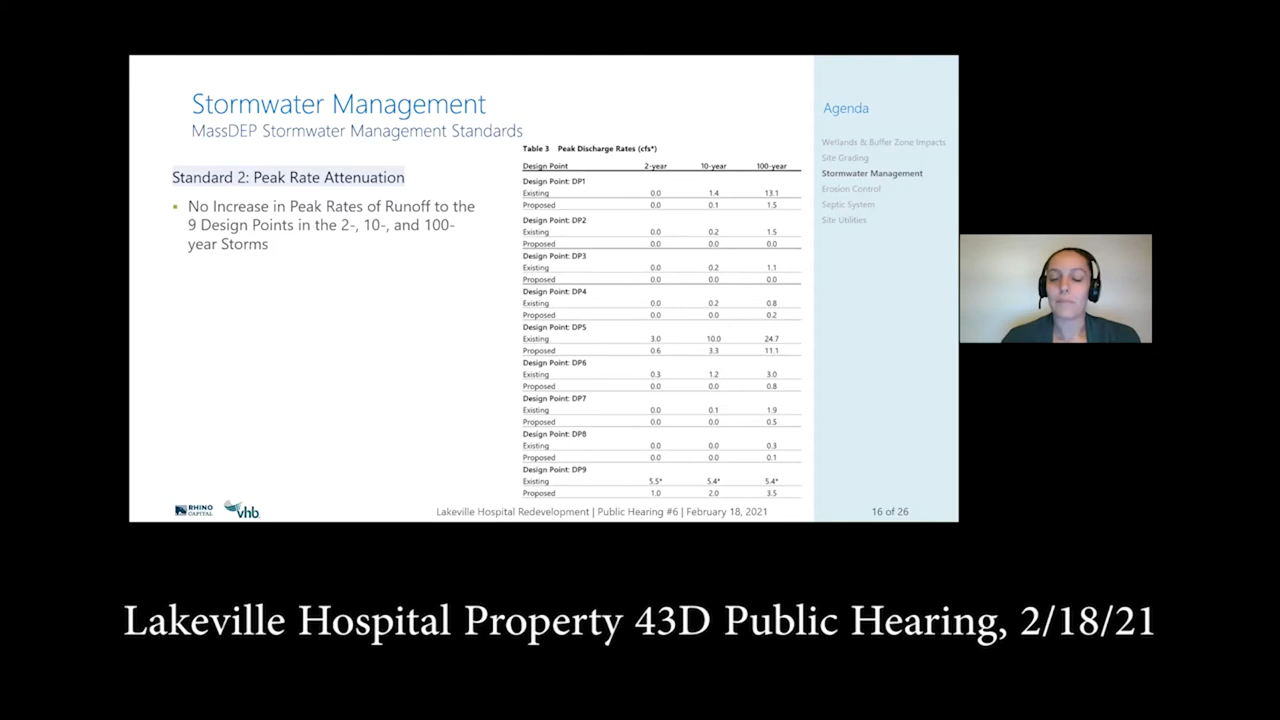 Stormwater Management
MassDEP Stormwater Management Standards
Standard 2: Peak Rate Attenuation
▪ No Increase in Peak Rates of Runoff to the
9 Design Points in the 2-, 10-, and 100-
year Storms
Table 3 Peak Discharge Rates (cfs*)
Design Point 2-year 10-year 100-year
Design Point: DP1
Existing 0.0 1.4 13.1
Proposed 0.0 0.1 1.5
Design Point: DP2
Existing 0.0 0.2 1.5
Proposed 0.0 0.0 0.0
Design Point: DP3
Existing 0.0 0.2 1.1
Proposed 0.0 0.0 0.0
Design Point: DP4
Existing 0.0 0.2 0.8
Proposed 0.0 0.0 0.2
Design Point: DP5
Existing 3.0 10.0 24.7
Proposed 0.6 3.3 11.1
Design Point: DP6
Existing 0.3 1.2 3.0
Proposed 0.0 0.0 0.8
Design Point: DP7
Existing 0.0 0.1 1.9
Proposed 0.0 0.0 0.5
Design Point: DP8
Existing 0.0 0.0 0.3
Proposed 0.0 0.0 0.1
Design Point: DP9
Existing 5.5* 5.4* 5.4*
Proposed 1.0 2.0 3.5
Agenda
Wetlands & Buffer Zone Impacts
Site Grading
Stormwater Management
Erosion Control
Septic System
Site Utilities
RHINO
CAPITAL
vhb
Lakeville Hospital Redevelopment | Public Hearing #6 | February 18, 2021
16 of 26
Lakeville Hospital Property 43D Public Hearing, 2/18/21